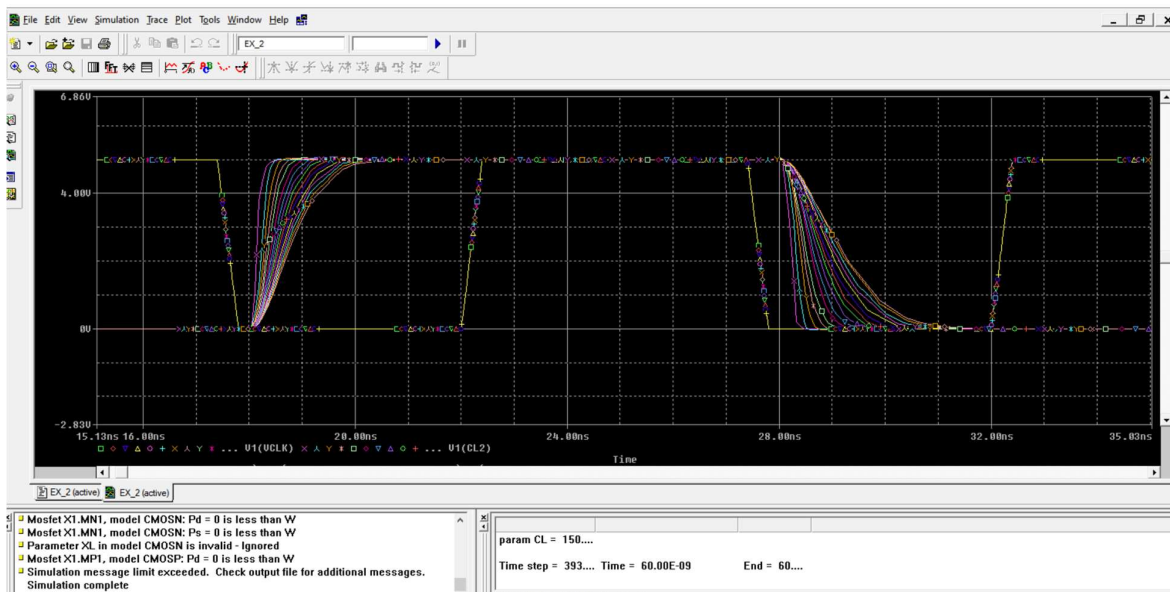 File Edit View Simulation Trace Plot Tools Window Help
EX_2
6.86V
4.00V
0V
-2.83V
15.13ns 16.00ns 20.00ns 24.00ns 28.00ns 32.00ns 35.03ns
... V1(VCLK) ... V1(CL2)
Time
EX_2 (active) EX_2 (active)
Mosfet X1.MN1, model CMOSN: Pd = 0 is less than W
Mosfet X1.MN1, model CMOSN: Ps = 0 is less than W
Parameter XL in model CMOSN is invalid - Ignored
Mosfet X1.MP1, model CMOSP: Pd = 0 is less than W
Simulation message limit exceeded. Check output file for additional messages.
Simulation complete
param CL = 150....
Time step = 393.... Time = 60.00E-09 End = 60....